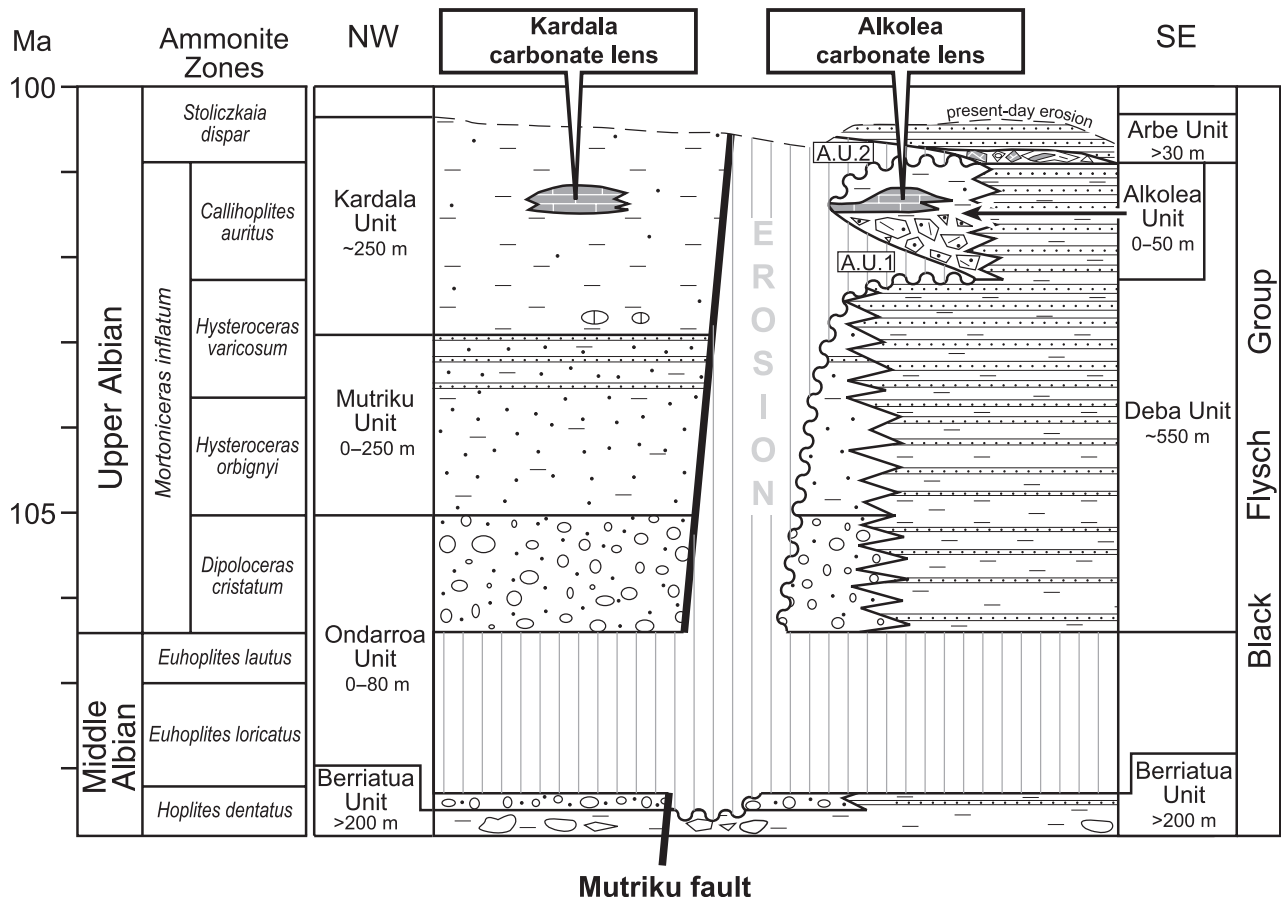 Ma
Ammonite
Zones
NW
Kardala
carbonate lens
Alkolea
carbonate lens
SE
100
105
Upper Albian
Middle
Albian
Mortoniceras inflatum
Stoliczkaia
dispar
Callihoplites
auritus
Hysteroceras
varicosum
Hysteroceras
orbignyi
Dipoloceras
cristatum
Euhoplites lautus
Euhoplites loricatus
Hoplites dentatus
Kardala
Unit
~250 m
Mutriku
Unit
0–250 m
Ondarroa
Unit
0–80 m
Berriatua
Unit
>200 m
EROSION
present-day erosion
A.U.2
A.U.1
Arbe Unit
>30 m
Alkolea
Unit
0–50 m
Deba Unit
~550 m
Berriatua
Unit
>200 m
Black Flysch Group
Mutriku fault